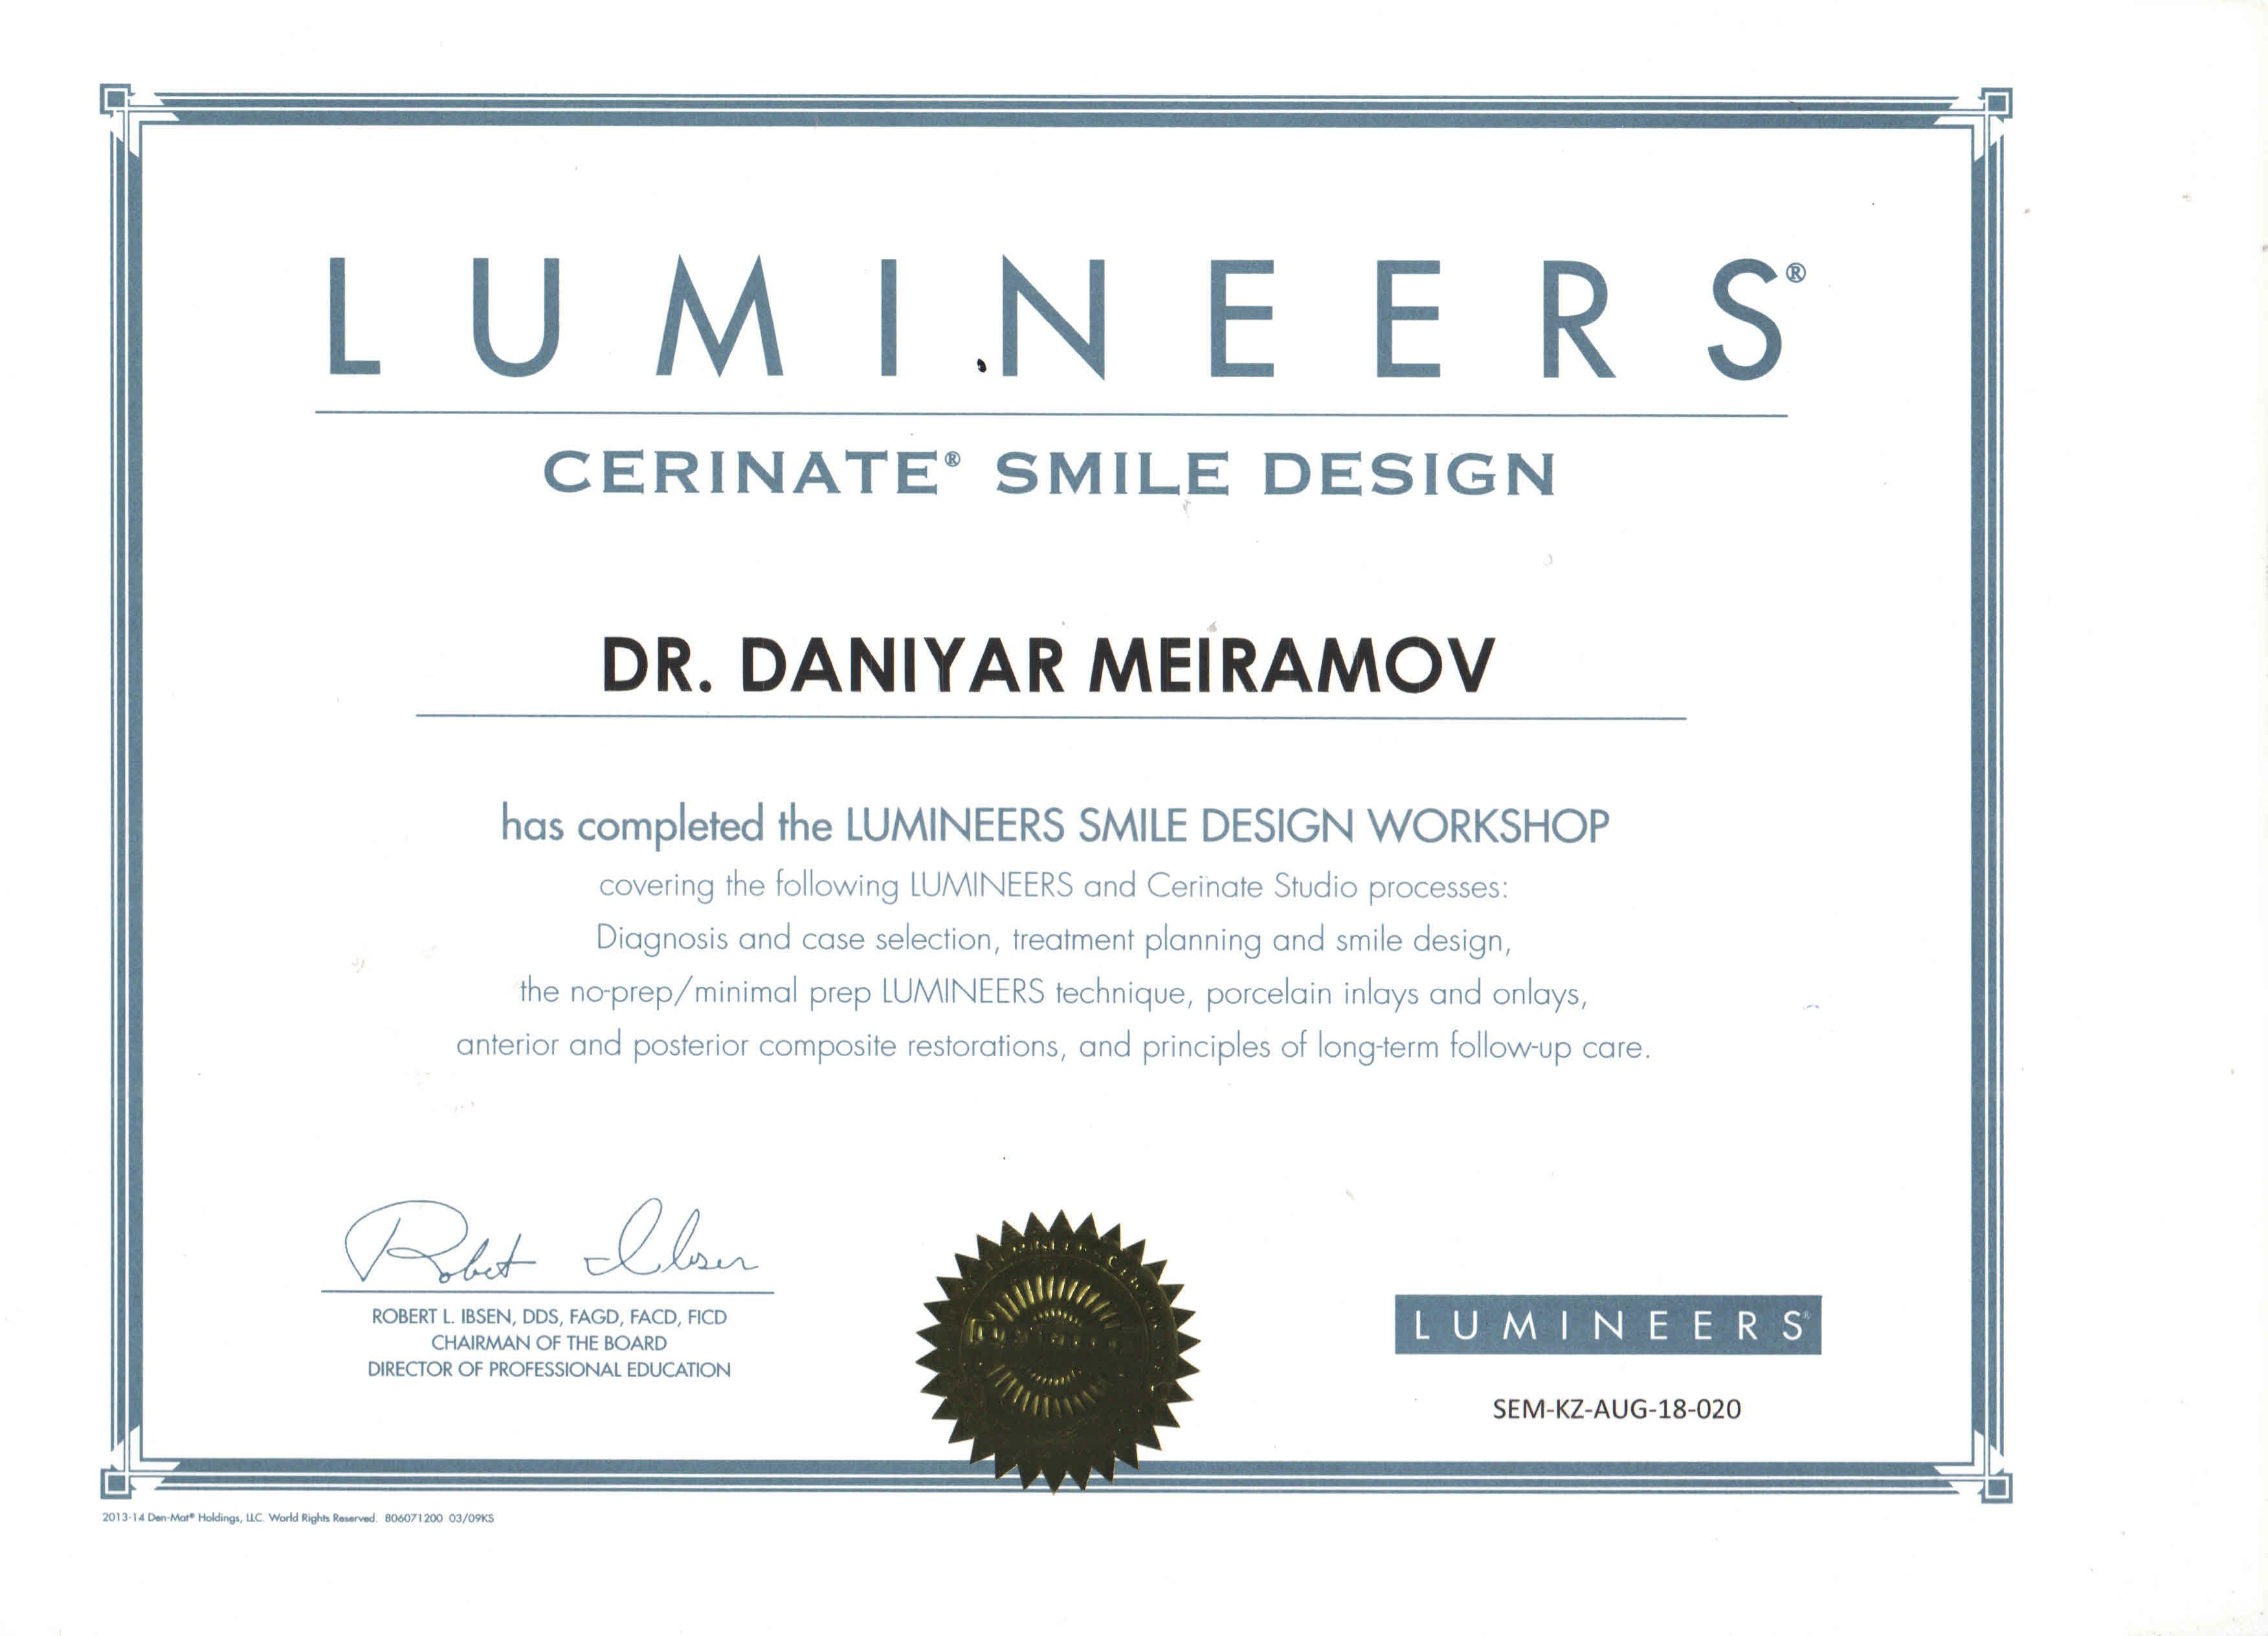 LUMINEERS®
CERINATE® SMILE DESIGN
DR. DANIYAR MEIRAMOV
has completed the LUMINEERS SMILE DESIGN WORKSHOP
covering the following LUMINEERS and Cerinate Studio processes:
Diagnosis and case selection, treatment planning and smile design,
the no-prep/minimal prep LUMINEERS technique, porcelain inlays and onlays,
anterior and posterior composite restorations, and principles of long-term follow-up care.
Robert Ibsen
ROBERT L. IBSEN, DDS, FAGD, FACD, FICD
CHAIRMAN OF THE BOARD
DIRECTOR OF PROFESSIONAL EDUCATION
LUMINEERS®
SEM-KZ-AUG-18-020
2013-14 Den-Mat® Holdings, LLC. World Rights Reserved. 806071200 03/09KS